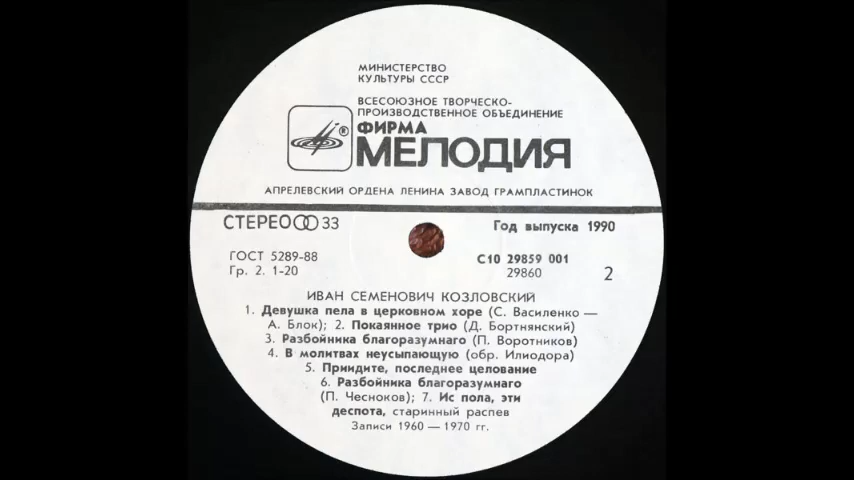 МИНИСТЕРСТВО
КУЛЬТУРЫ СССР
ВСЕСОЮЗНОЕ ТВОРЧЕСКО-
ПРОИЗВОДСТВЕННОЕ ОБЪЕДИНЕНИЕ
®
ФИРМА
МЕЛОДИЯ
АПРЕЛЕВСКИЙ ОРДЕНА ЛЕНИНА ЗАВОД ГРАМПЛАСТИНОК
СТЕРЕО 33
Год выпуска 1990
ГОСТ 5289-88
Гр. 2. 1-20
С10 29859 001
29860
2
ИВАН СЕМЕНОВИЧ КОЗЛОВСКИЙ
1. Девушка пела в церковном хоре (С. Василенко —
А. Блок); 2. Покаянное трио (Д. Бортнянский)
3. Разбойника благоразумнаго (П. Воротников)
4. В молитвах неусыпающую (обр. Илиодора)
5. Приидите, последнее целование
6. Разбойника благоразумнаго
(П. Чесноков); 7. Ис пола, эти
деспота, старинный распев
Записи 1960 — 1970 гг.